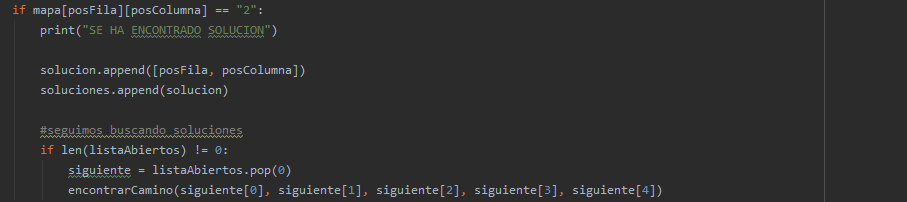 if mapa[posFila][posColumna] == "2":
print("SE HA ENCONTRADO SOLUCION")
solucion.append([posFila, posColumna])
soluciones.append(solucion)
#seguimos buscando soluciones
if len(listaAbiertos) != 0:
siguiente = listaAbiertos.pop(0)
encontrarCamino(siguiente[0], siguiente[1], siguiente[2], siguiente[3], siguiente[4])